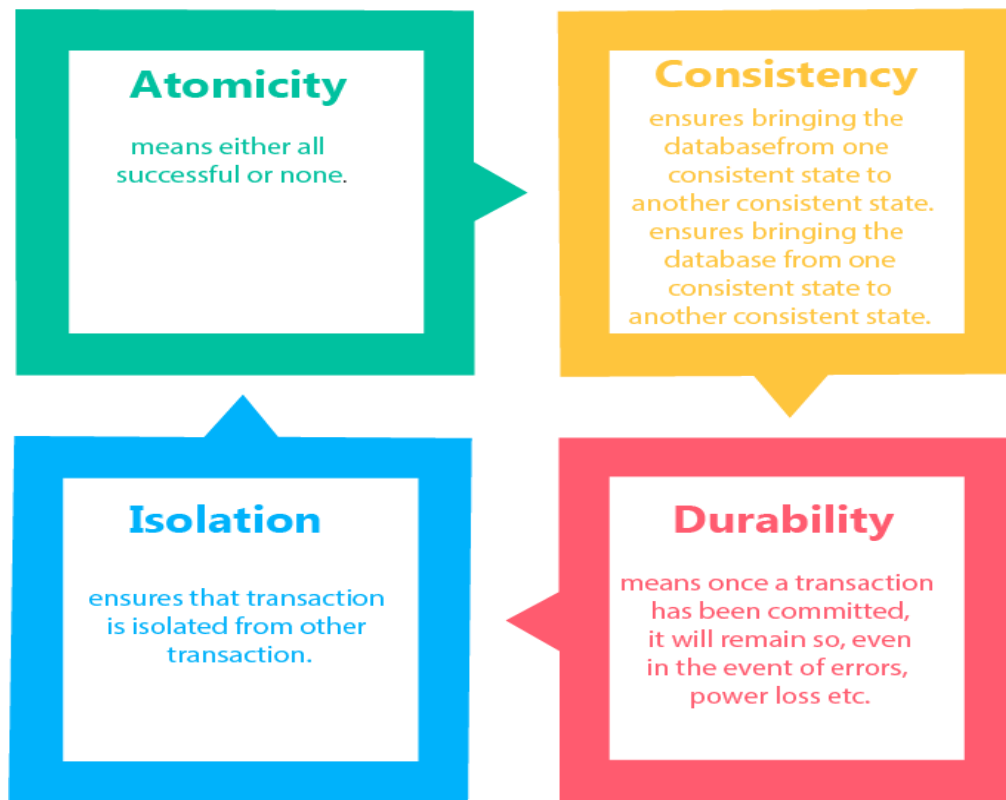 Atomicity
means either all
successful or none.
Consistency
ensures bringing the
databasefrom one
consistent state to
another consistent state.
ensures bringing the
database from one
consistent state to
another consistent state.
Isolation
ensures that transaction
is isolated from other
transaction.
Durability
means once a transaction
has been committed,
it will remain so, even
in the event of errors,
power loss etc.